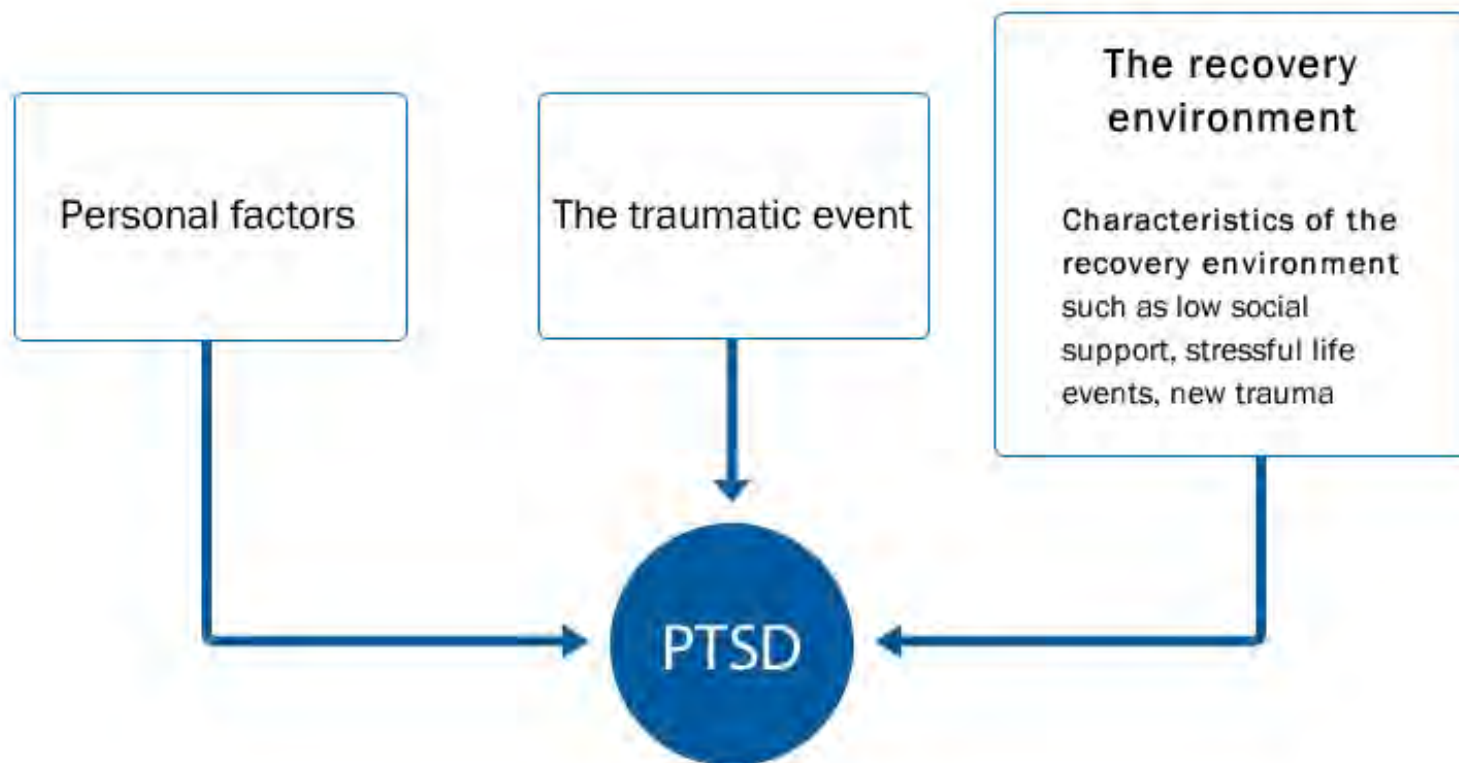 Personal factors
The traumatic event
The recovery
environment
Characteristics of the
recovery environment
such as low social
support, stressful life
events, new trauma
PTSD